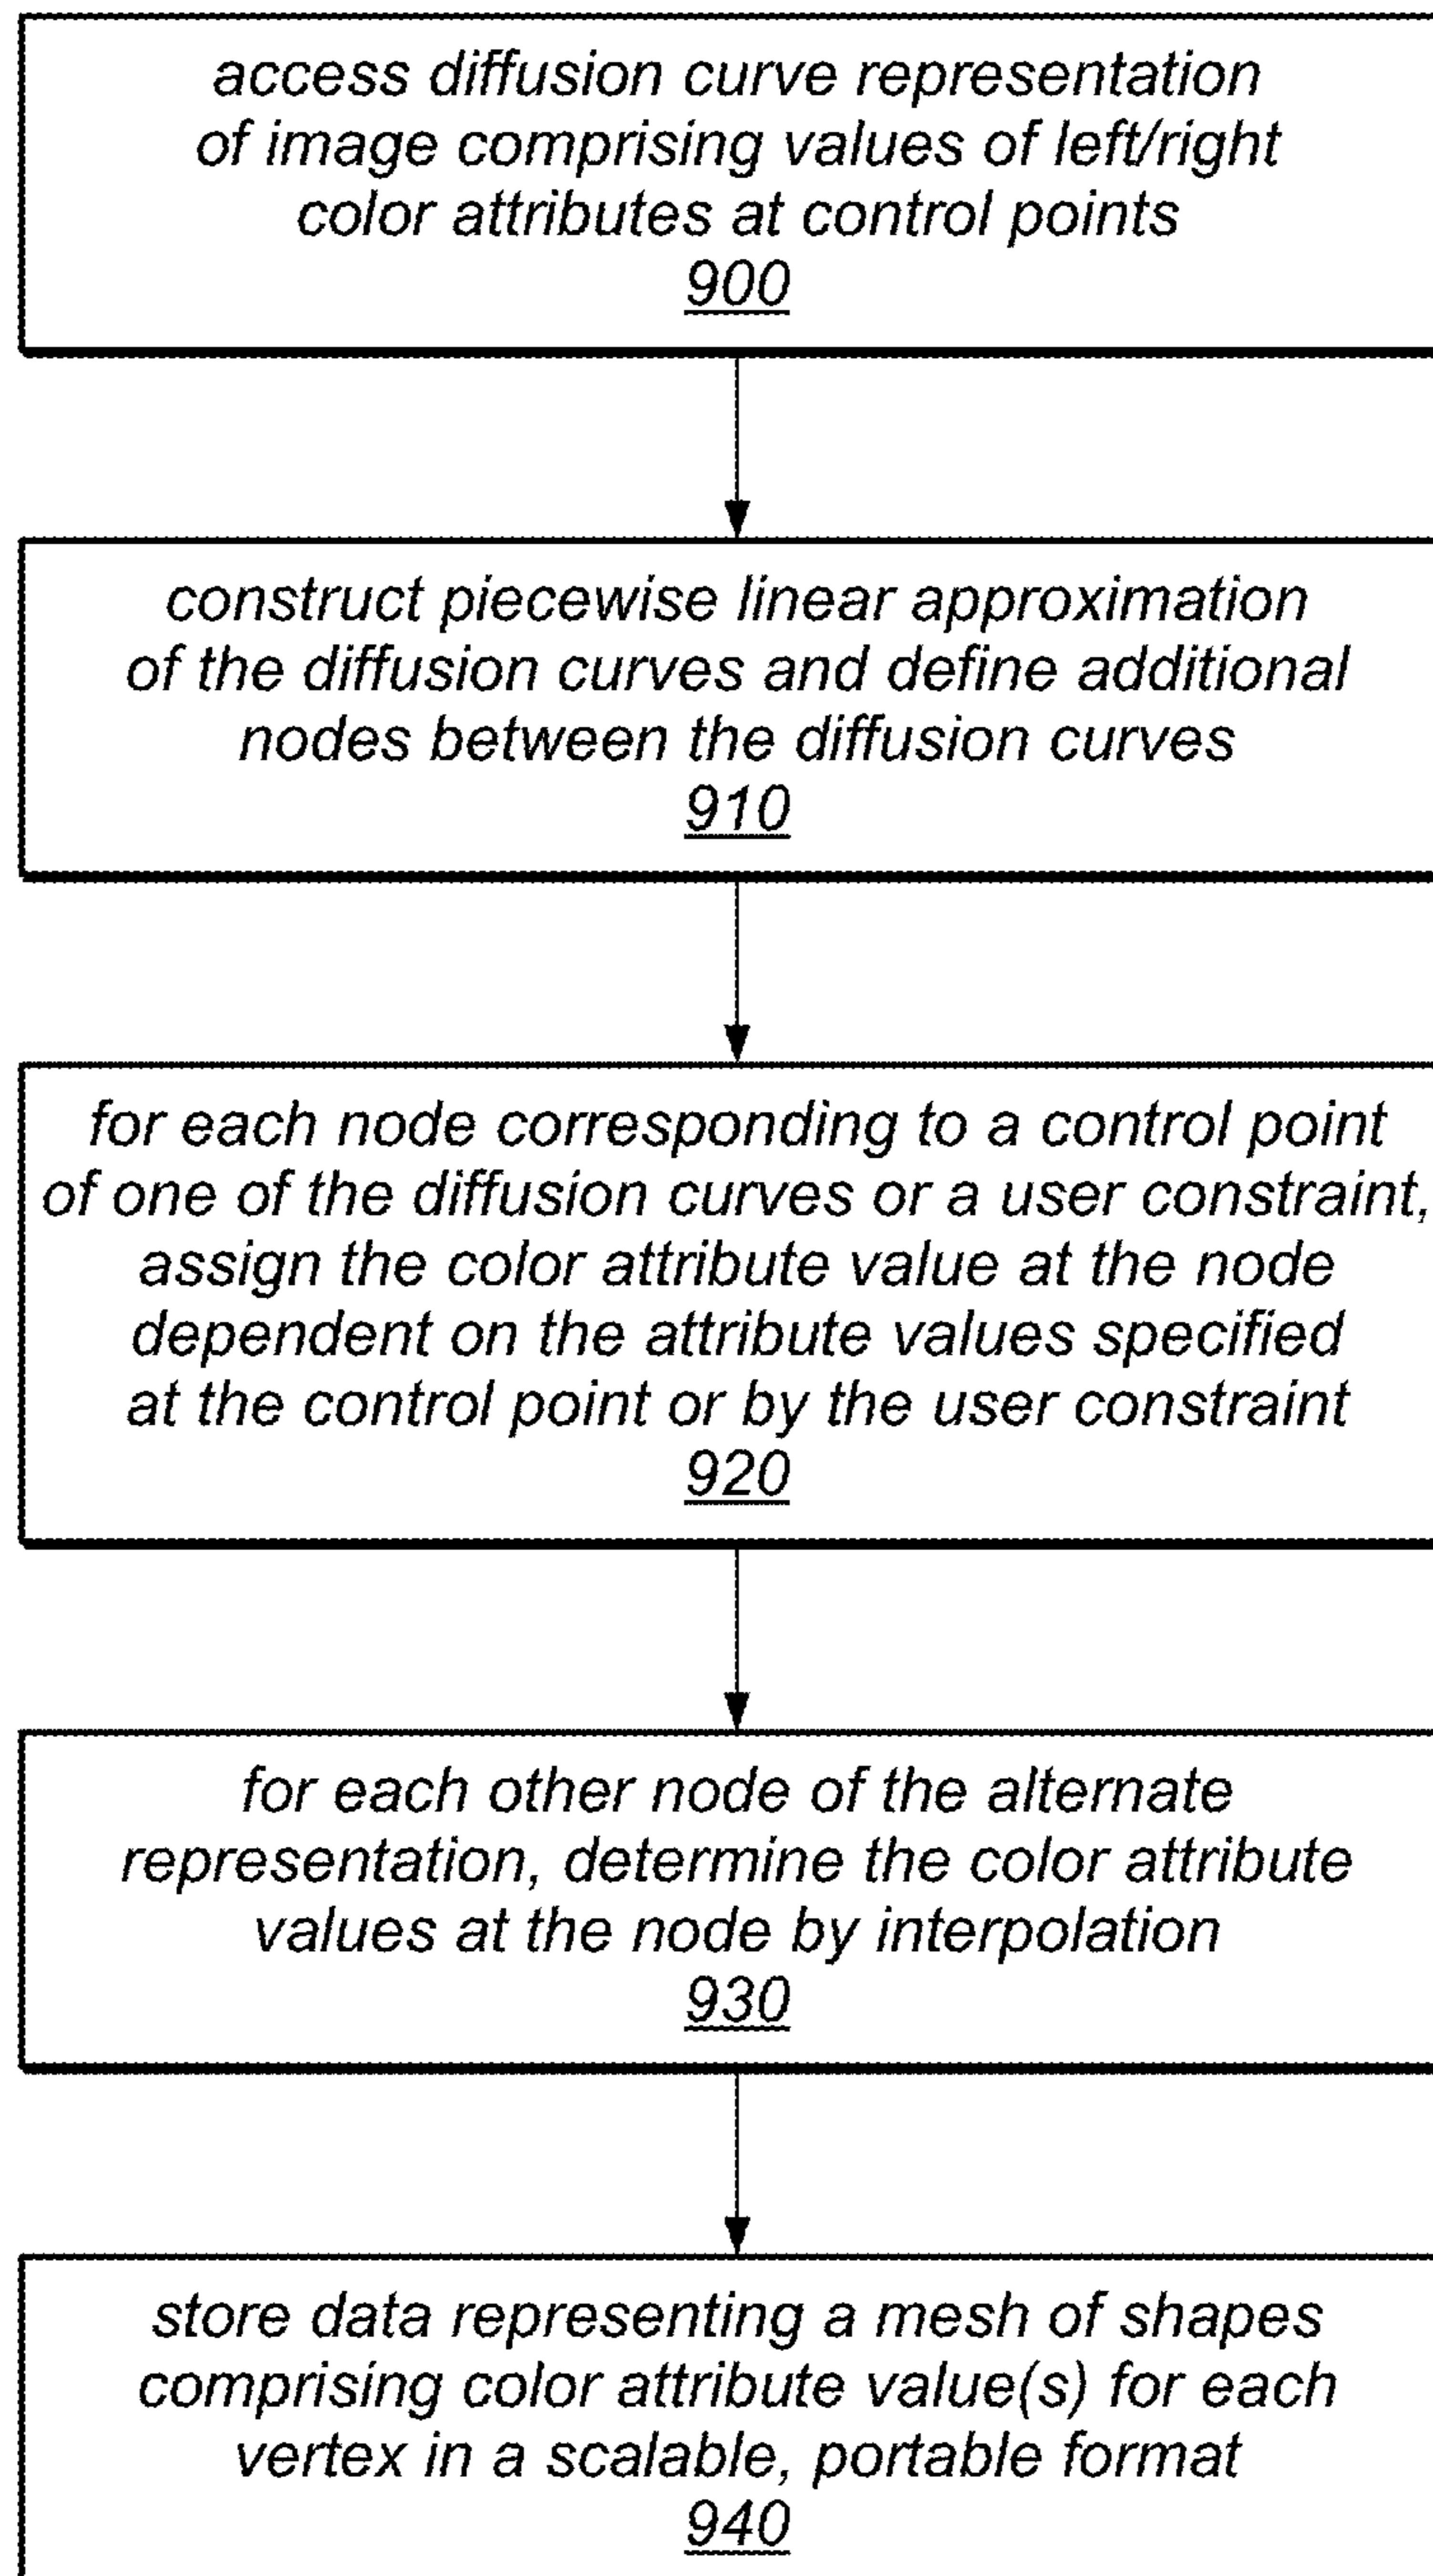 access diffusion curve representation
of image comprising values of left/right
color attributes at control points
900
construct piecewise linear approximation
of the diffusion curves and define additional
nodes between the diffusion curves
910
for each node corresponding to a control point
of one of the diffusion curves or a user constraint,
assign the color attribute value at the node
dependent on the attribute values specified
at the control point or by the user constraint
920
for each other node of the alternate
representation, determine the color attribute
values at the node by interpolation
930
store data representing a mesh of shapes
comprising color attribute value(s) for each
vertex in a scalable, portable format
940